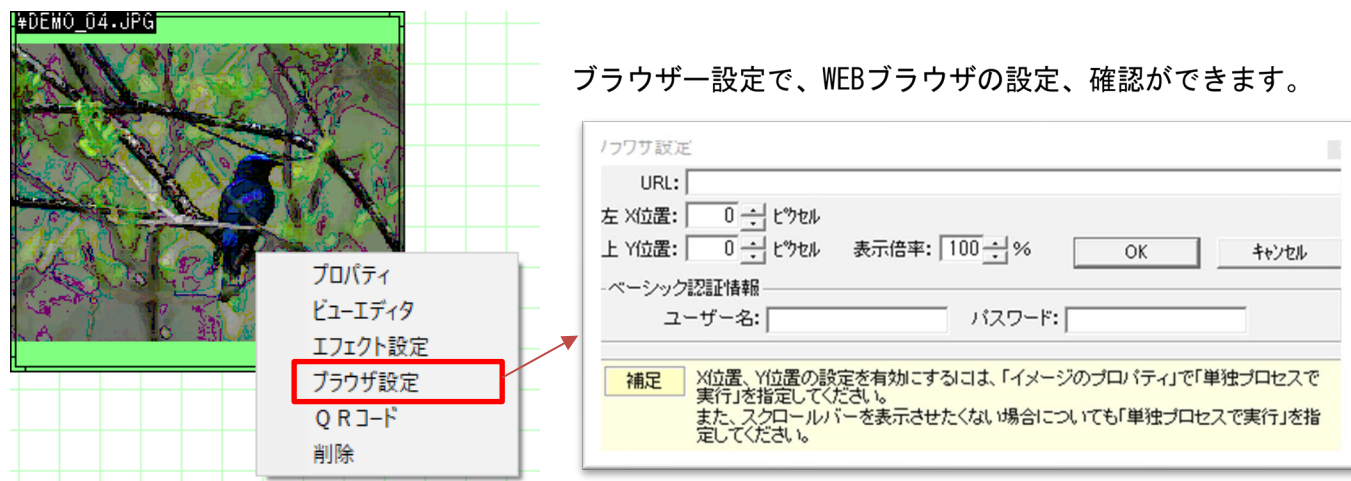 ¥DEMO_04.JPG
プロパティ
ビューエディタ
エフェクト設定
ブラウザ設定
QRコード
削除
ブラウザー設定で、WEBブラウザの設定、確認ができます。
ブラウザ設定
URL:
左 X位置: 0 ピクセル
上 Y位置: 0 ピクセル 表示倍率: 100 % OK キャンセル
ベーシック認証情報
ユーザー名: パスワード:
補足 X位置、Y位置の設定を有効にするには、「イメージのプロパティ」で「単独プロセスで
実行」を指定してください。
また、スクロールバーを表示させたくない場合についても「単独プロセスで実行」を指
定してください。